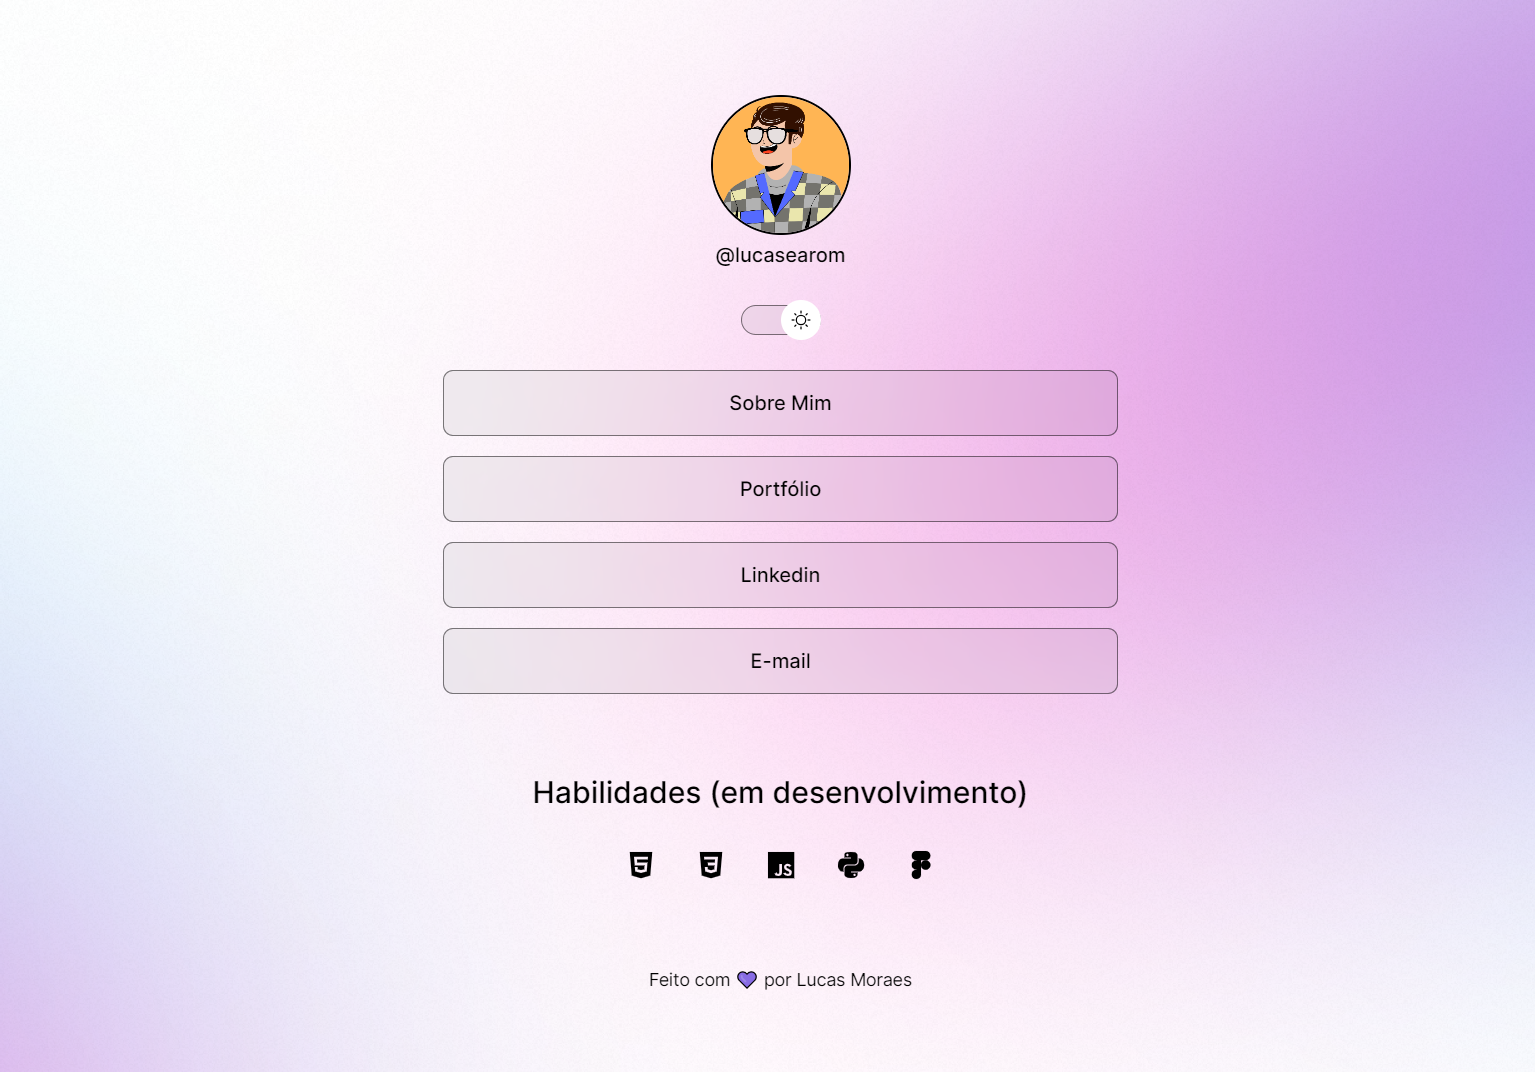 @lucasearom
Sobre Mim
Portfólio
Linkedin
E-mail
Habilidades (em desenvolvimento)
5 3 JS
Feito com 💜 por Lucas Moraes